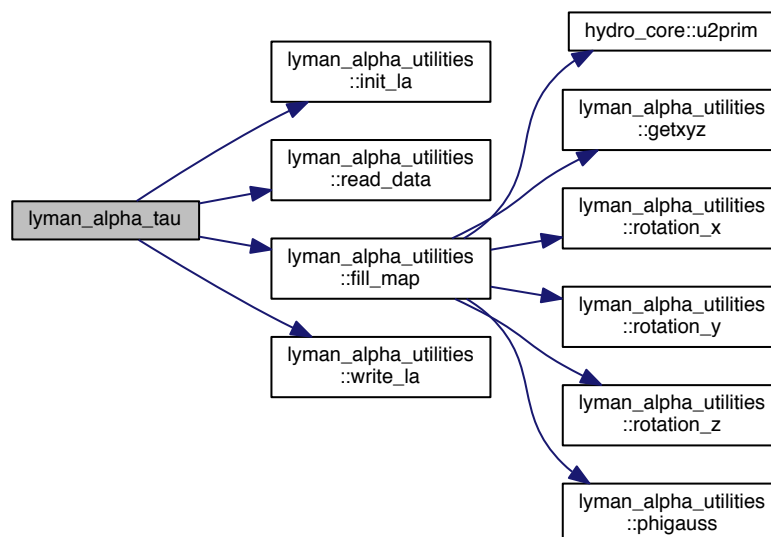 lyman_alpha_tau
lyman_alpha_utilities
::init_la
lyman_alpha_utilities
::read_data
lyman_alpha_utilities
::fill_map
lyman_alpha_utilities
::write_la
hydro_core::u2prim
lyman_alpha_utilities
::getxyz
lyman_alpha_utilities
::rotation_x
lyman_alpha_utilities
::rotation_y
lyman_alpha_utilities
::rotation_z
lyman_alpha_utilities
::phigauss